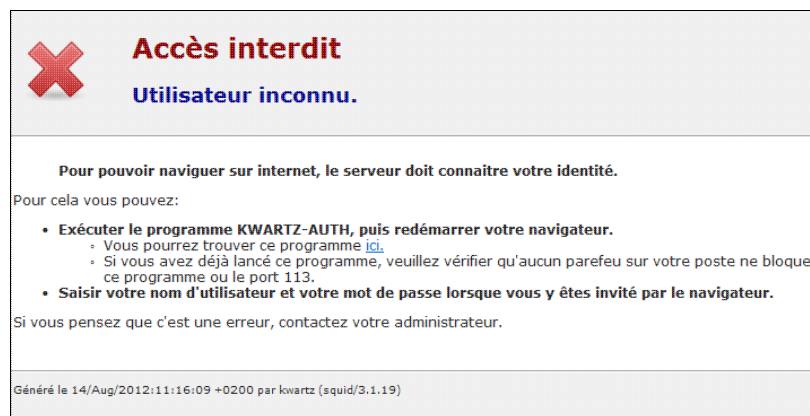 Accès interdit
Utilisateur inconnu.
Pour pouvoir naviguer sur internet, le serveur doit connaitre votre identité.
Pour cela vous pouvez:
• Exécuter le programme KWARTZ-AUTH, puis redémarrer votre navigateur.
◦ Vous pourrez trouver ce programme ici.
◦ Si vous avez déjà lancé ce programme, veuillez vérifier qu'aucun parefeu sur votre poste ne bloque
ce programme ou le port 113.
• Saisir votre nom d'utilisateur et votre mot de passe lorsque vous y êtes invité par le navigateur.
Si vous pensez que c'est une erreur, contactez votre administrateur.
Généré le 14/Aug/2012:11:16:09 +0200 par kwartz (squid/3.1.19)